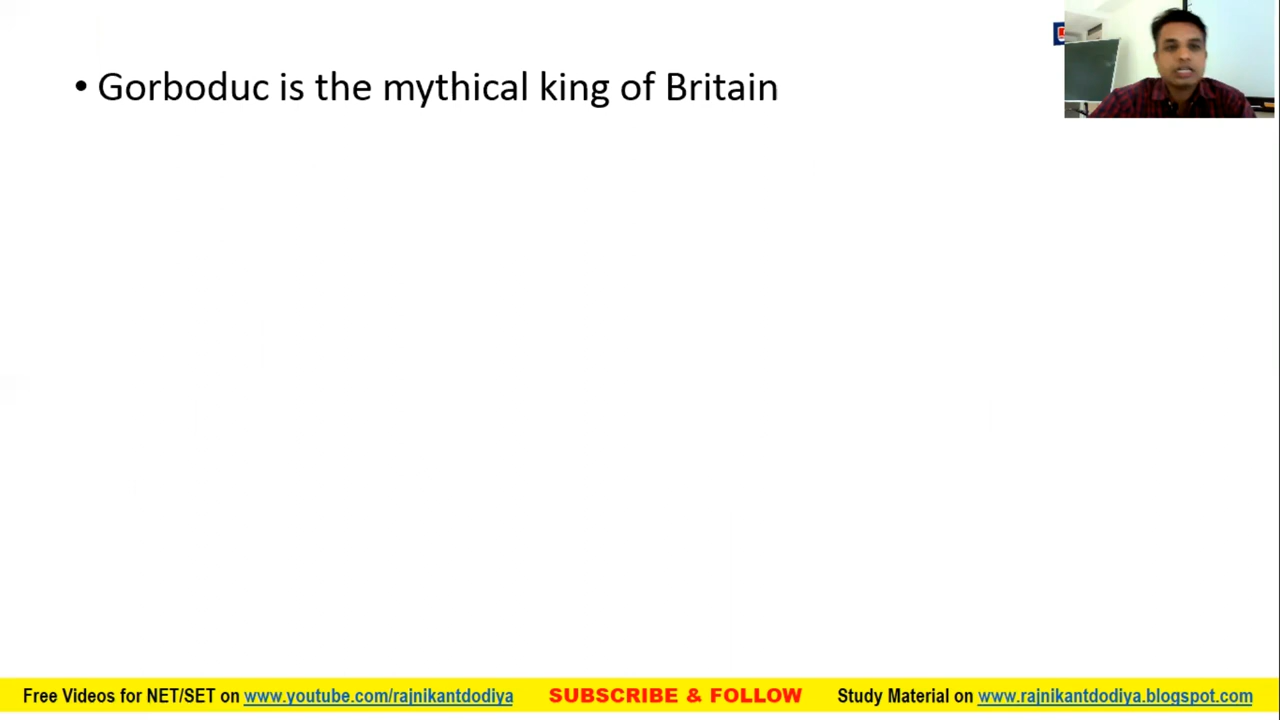 • Gorboduc is the mythical king of Britain
Free Videos for NET/SET on www.youtube.com/rajnikantdodiya SUBSCRIBE & FOLLOW Study Material on www.rajnikantdodiya.blogspot.com